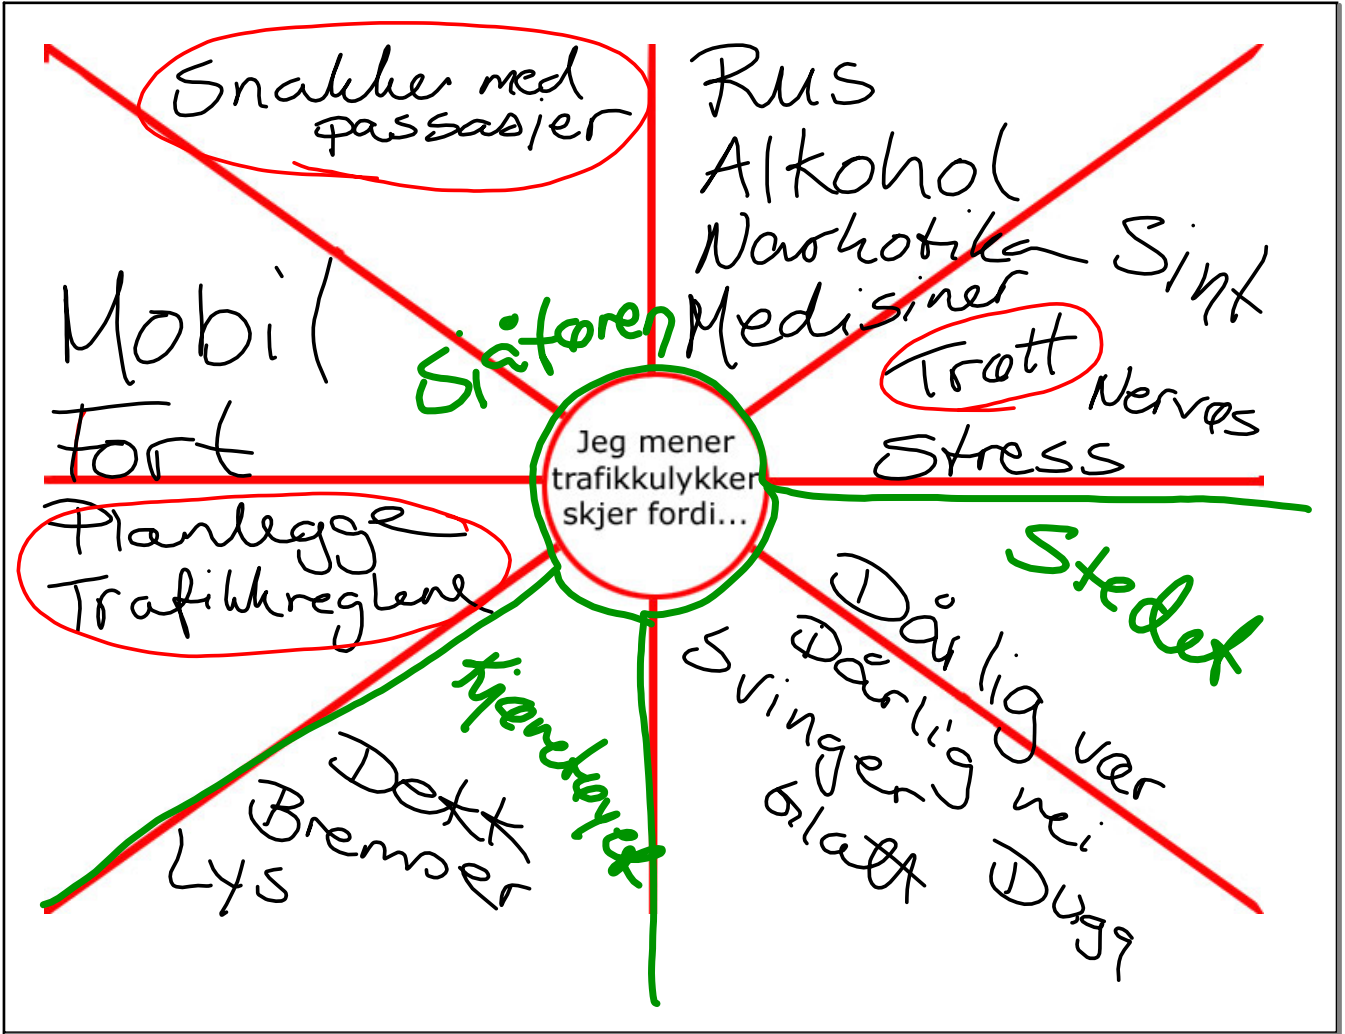 Snakke med
passasjer
Rus
Alkohol
Narkotika
Medisiner
Sint
Trøtt
Nervøs
Stress
Mobil
Fort
Sjåføren
Jeg mener
trafikkulykker
skjer fordi...
Planlegge
Trafikkreglene
Stedet
Dårlig vær
Dårlig vei
Svinger
Glatt
Dugg
Kjøretøyet
Dekk
Bremser
Lys